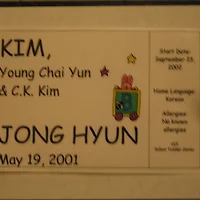 KIM,
Young Chai Yun
& C.K. Kim
JONG HYUN
May 19, 2001
Start Date:
September 23,
2002
Home Language:
Korean
Allergies:
No known
allergies